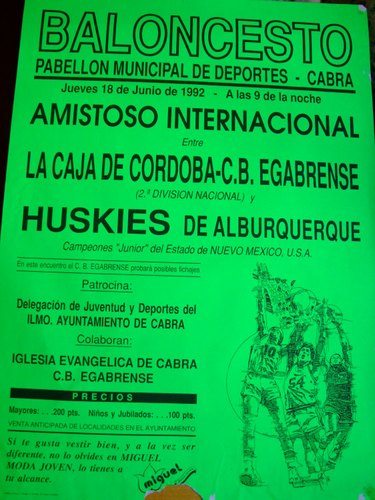 BALONCESTO
PABELLON MUNICIPAL DE DEPORTES - CABRA
Jueves 18 de Junio de 1992 - A las 9 de la noche
AMISTOSO INTERNACIONAL
Entre
LA CAJA DE CORDOBA-C.B. EGABRENSE
(2.ª DIVISION NACIONAL) y
HUSKIES DE ALBURQUERQUE
Campeones "Junior" del Estado de NUEVO MEXICO, U.S.A.
En este encuentro el C. B. EGABRENSE probará posibles fichajes
Patrocina:
Delegación de Juventud y Deportes del
ILMO. AYUNTAMIENTO DE CABRA
Colaboran:
IGLESIA EVANGELICA DE CABRA
C.B. EGABRENSE
PRECIOS
Mayores: . . .200 pts. Niños y Jubilados: . . .100 pts.
VENTA ANTICIPADA DE LOCALIDADES EN EL AYUNTAMIENTO
Si te gusta vestir bien, y a la vez ser
diferente, no lo olvides en MIGUEL
MODA JOVEN, lo tienes a
tu alcance.
miguel
10
54